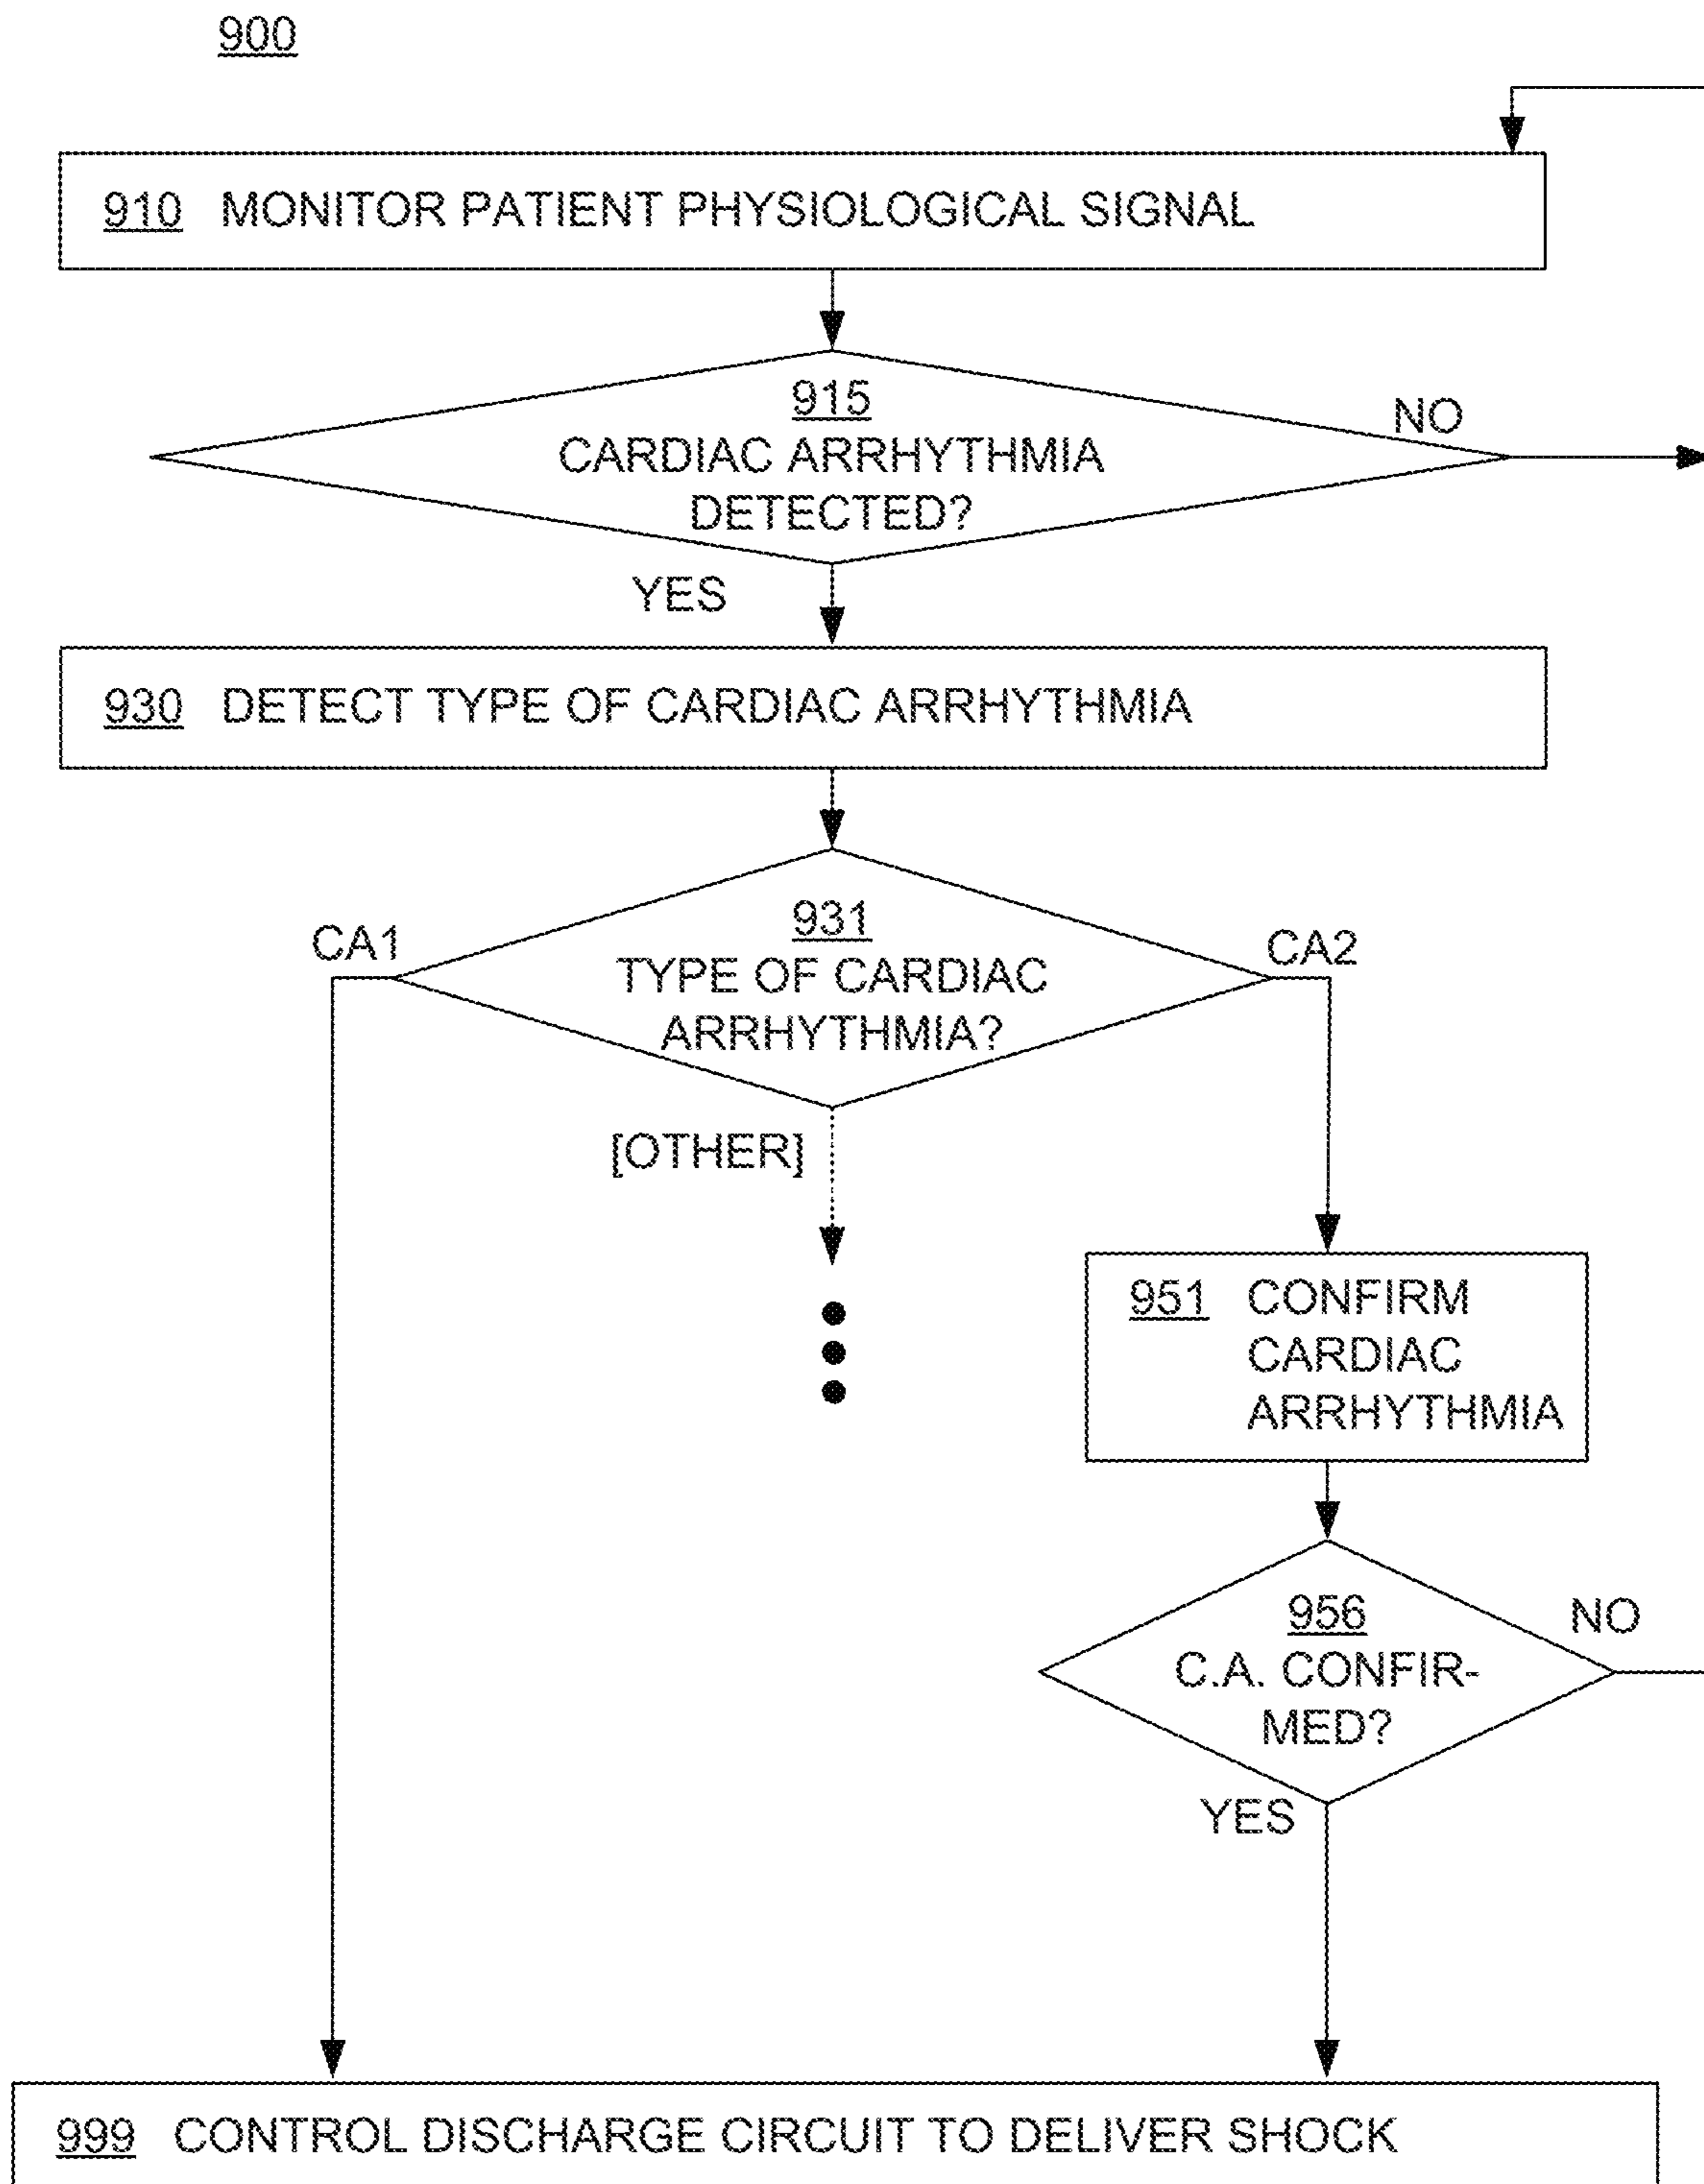 900
910 MONITOR PATIENT PHYSIOLOGICAL SIGNAL
915
CARDIAC ARRHYTHMIA
DETECTED?
NO
YES
930 DETECT TYPE OF CARDIAC ARRHYTHMIA
931
TYPE OF CARDIAC
ARRHYTHMIA?
CA1
CA2
[OTHER]
951 CONFIRM
CARDIAC
ARRHYTHMIA
956
C.A. CONFIR-
MED?
NO
YES
999 CONTROL DISCHARGE CIRCUIT TO DELIVER SHOCK